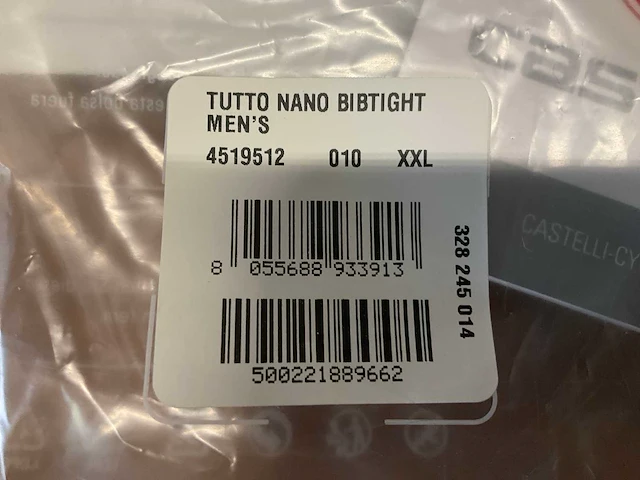 cas
esta bolsa fuera
TUTTO NANO BIBTIGHT
MEN'S
4519512 010 XXL
8 055688 933913
328 245 014
500221889662
CASTELLI-CY